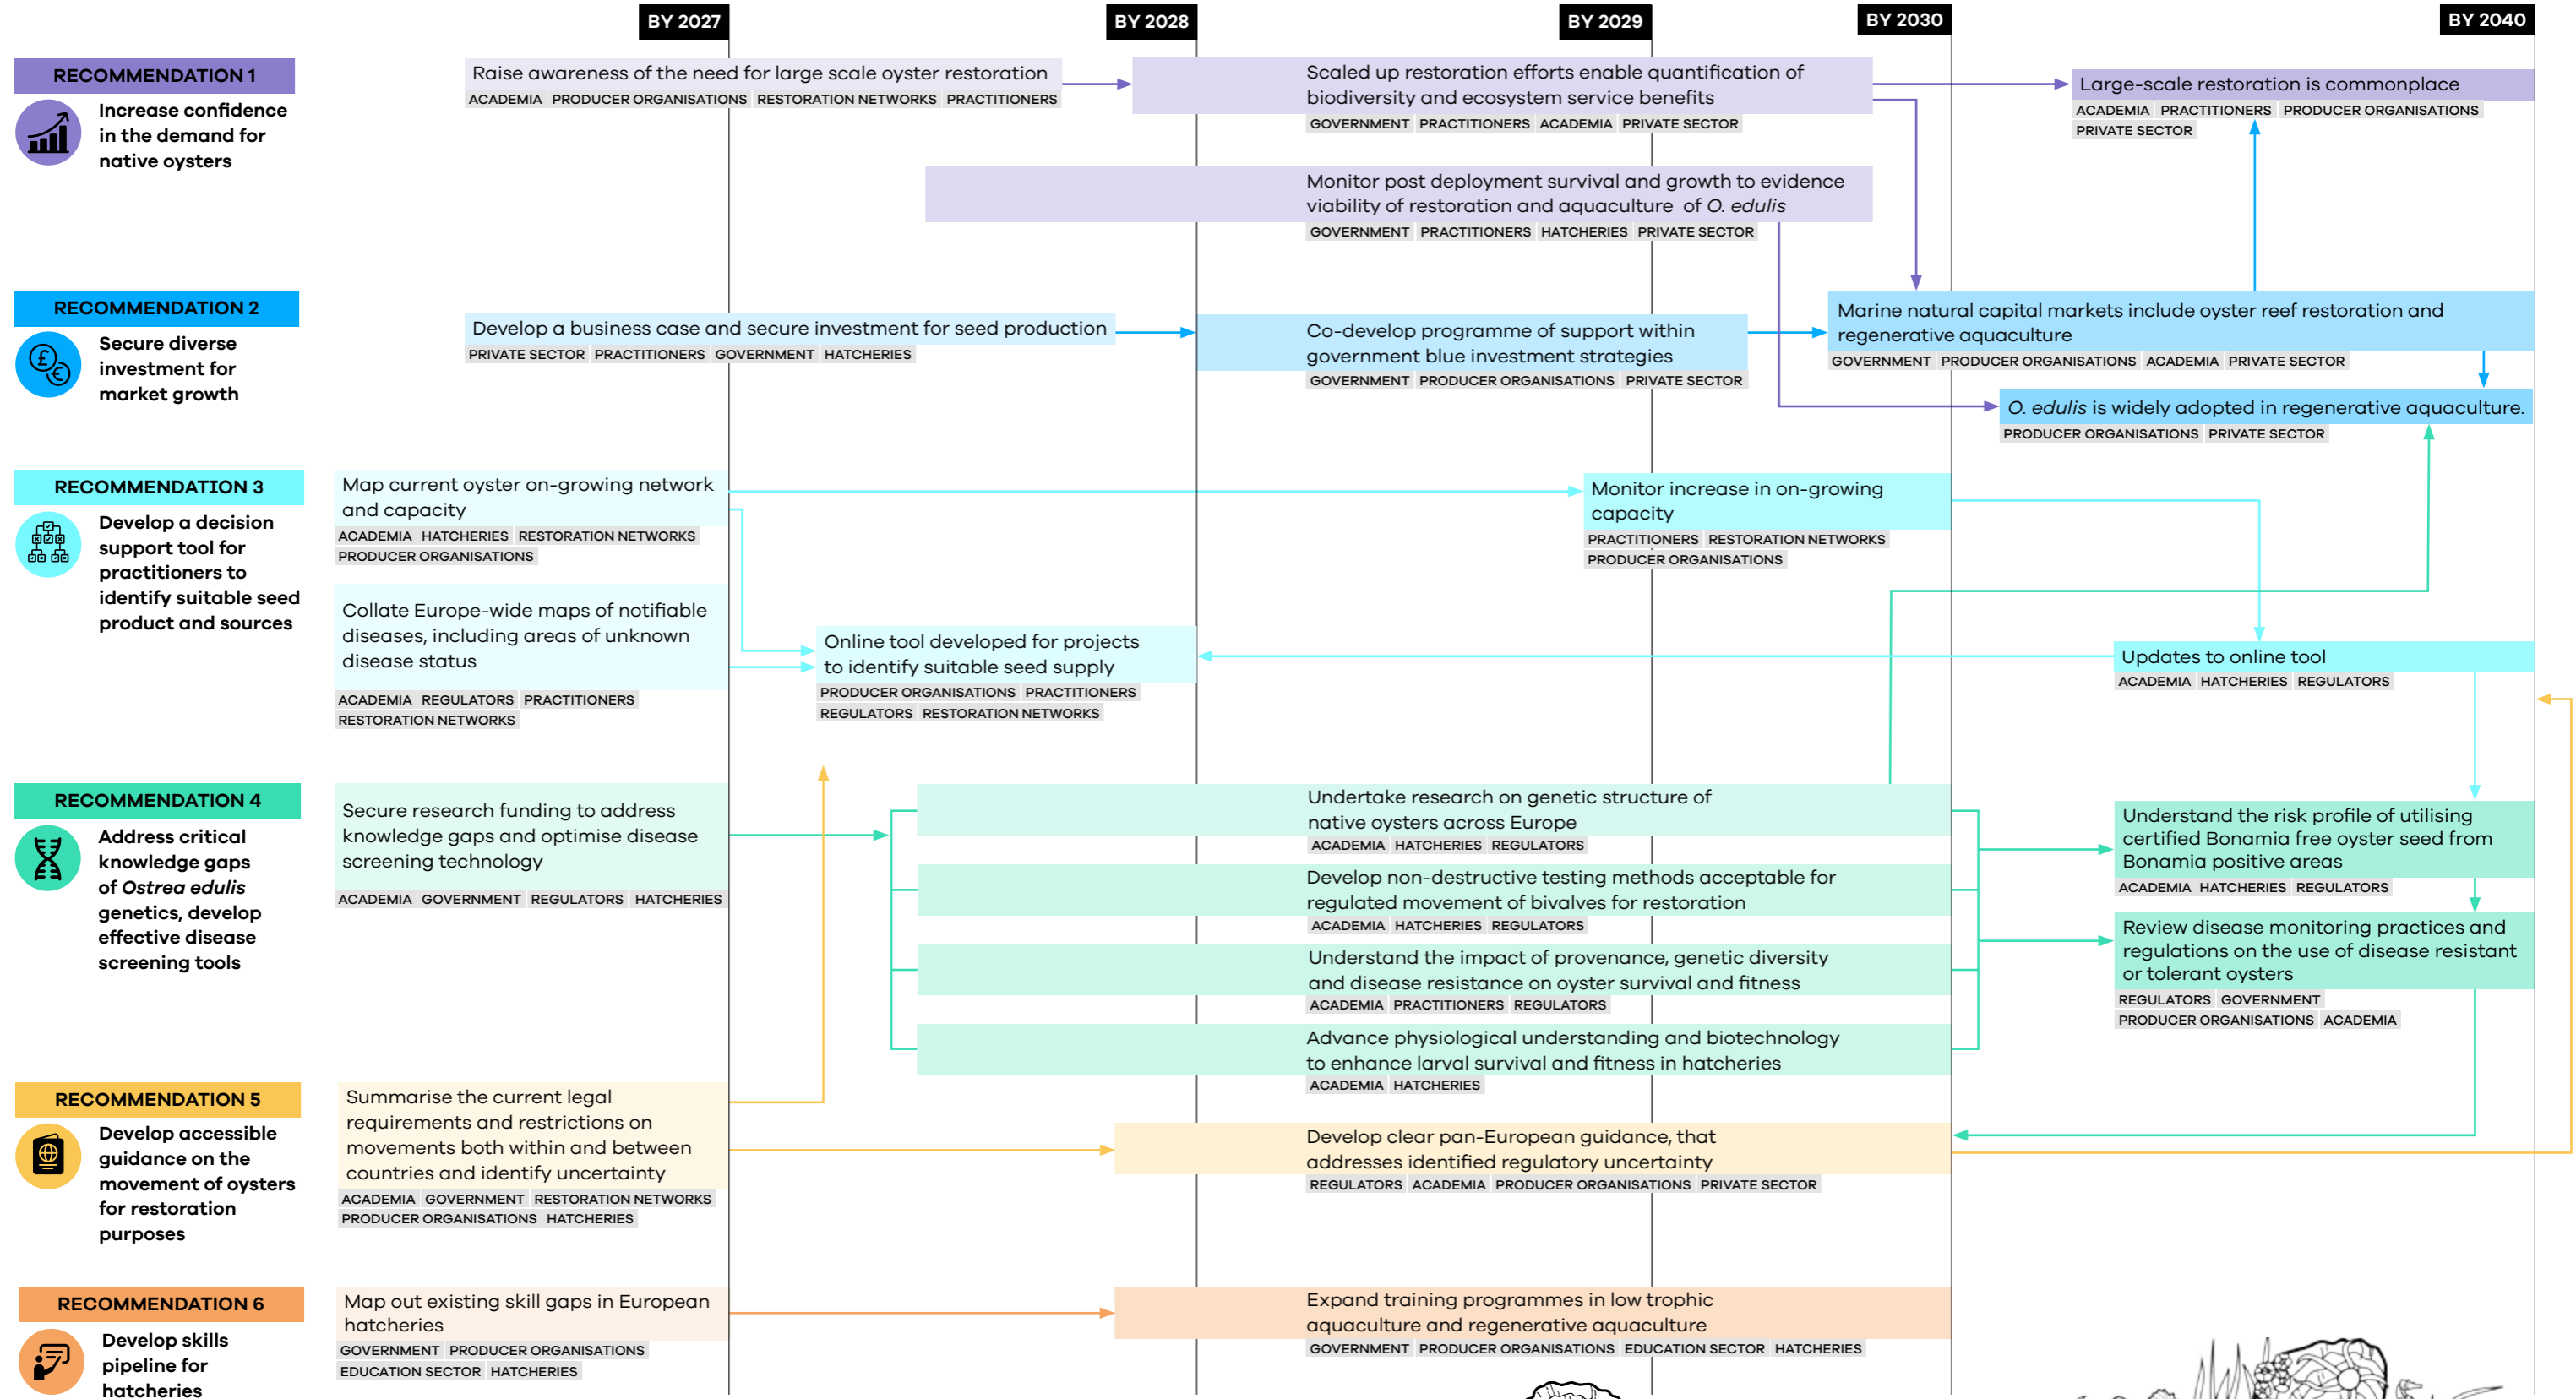 BY 2027
BY 2028
BY 2029
BY 2030
BY 2040
RECOMMENDATION 1
Increase confidence
in the demand for
native oysters
Raise awareness of the need for large scale oyster restoration
ACADEMIA PRODUCER ORGANISATIONS RESTORATION NETWORKS PRACTITIONERS
Scaled up restoration efforts enable quantification of
biodiversity and ecosystem service benefits
GOVERNMENT PRACTITIONERS ACADEMIA PRIVATE SECTOR
Large-scale restoration is commonplace
ACADEMIA PRACTITIONERS PRODUCER ORGANISATIONS
PRIVATE SECTOR
Monitor post deployment survival and growth to evidence
viability of restoration and aquaculture of O. edulis
GOVERNMENT PRACTITIONERS HATCHERIES PRIVATE SECTOR
RECOMMENDATION 2
Secure diverse
investment for
market growth
Develop a business case and secure investment for seed production
PRIVATE SECTOR PRACTITIONERS GOVERNMENT HATCHERIES
Co-develop programme of support within
government blue investment strategies
GOVERNMENT PRODUCER ORGANISATIONS PRIVATE SECTOR
Marine natural capital markets include oyster reef restoration and
regenerative aquaculture
GOVERNMENT PRODUCER ORGANISATIONS ACADEMIA PRIVATE SECTOR
O. edulis is widely adopted in regenerative aquaculture.
PRODUCER ORGANISATIONS PRIVATE SECTOR
RECOMMENDATION 3
Develop a decision
support tool for
practitioners to
identify suitable seed
product and sources
Map current oyster on-growing network
and capacity
ACADEMIA HATCHERIES RESTORATION NETWORKS
PRODUCER ORGANISATIONS
Monitor increase in on-growing
capacity
PRACTITIONERS RESTORATION NETWORKS
PRODUCER ORGANISATIONS
Collate Europe-wide maps of notifiable
diseases, including areas of unknown
disease status
ACADEMIA REGULATORS PRACTITIONERS
RESTORATION NETWORKS
Online tool developed for projects
to identify suitable seed supply
PRODUCER ORGANISATIONS PRACTITIONERS
REGULATORS RESTORATION NETWORKS
Updates to online tool
ACADEMIA HATCHERIES REGULATORS
RECOMMENDATION 4
Address critical
knowledge gaps
of Ostrea edulis
genetics, develop
effective disease
screening tools
Secure research funding to address
knowledge gaps and optimise disease
screening technology
ACADEMIA GOVERNMENT REGULATORS HATCHERIES
Undertake research on genetic structure of
native oysters across Europe
ACADEMIA HATCHERIES REGULATORS
Develop non-destructive testing methods acceptable for
regulated movement of bivalves for restoration
ACADEMIA HATCHERIES REGULATORS
Understand the impact of provenance, genetic diversity
and disease resistance on oyster survival and fitness
ACADEMIA PRACTITIONERS REGULATORS
Advance physiological understanding and biotechnology
to enhance larval survival and fitness in hatcheries
ACADEMIA HATCHERIES
Understand the risk profile of utilising
certified Bonamia free oyster seed from
Bonamia positive areas
ACADEMIA HATCHERIES REGULATORS
Review disease monitoring practices and
regulations on the use of disease resistant
or tolerant oysters
REGULATORS GOVERNMENT
PRODUCER ORGANISATIONS ACADEMIA
RECOMMENDATION 5
Develop accessible
guidance on the
movement of oysters
for restoration
purposes
Summarise the current legal
requirements and restrictions on
movements both within and between
countries and identify uncertainty
ACADEMIA GOVERNMENT RESTORATION NETWORKS
PRODUCER ORGANISATIONS HATCHERIES
Develop clear pan-European guidance, that
addresses identified regulatory uncertainty
REGULATORS ACADEMIA PRODUCER ORGANISATIONS PRIVATE SECTOR
RECOMMENDATION 6
Develop skills
pipeline for
hatcheries
Map out existing skill gaps in European
hatcheries
GOVERNMENT PRODUCER ORGANISATIONS
EDUCATION SECTOR HATCHERIES
Expand training programmes in low trophic
aquaculture and regenerative aquaculture
GOVERNMENT PRODUCER ORGANISATIONS EDUCATION SECTOR HATCHERIES